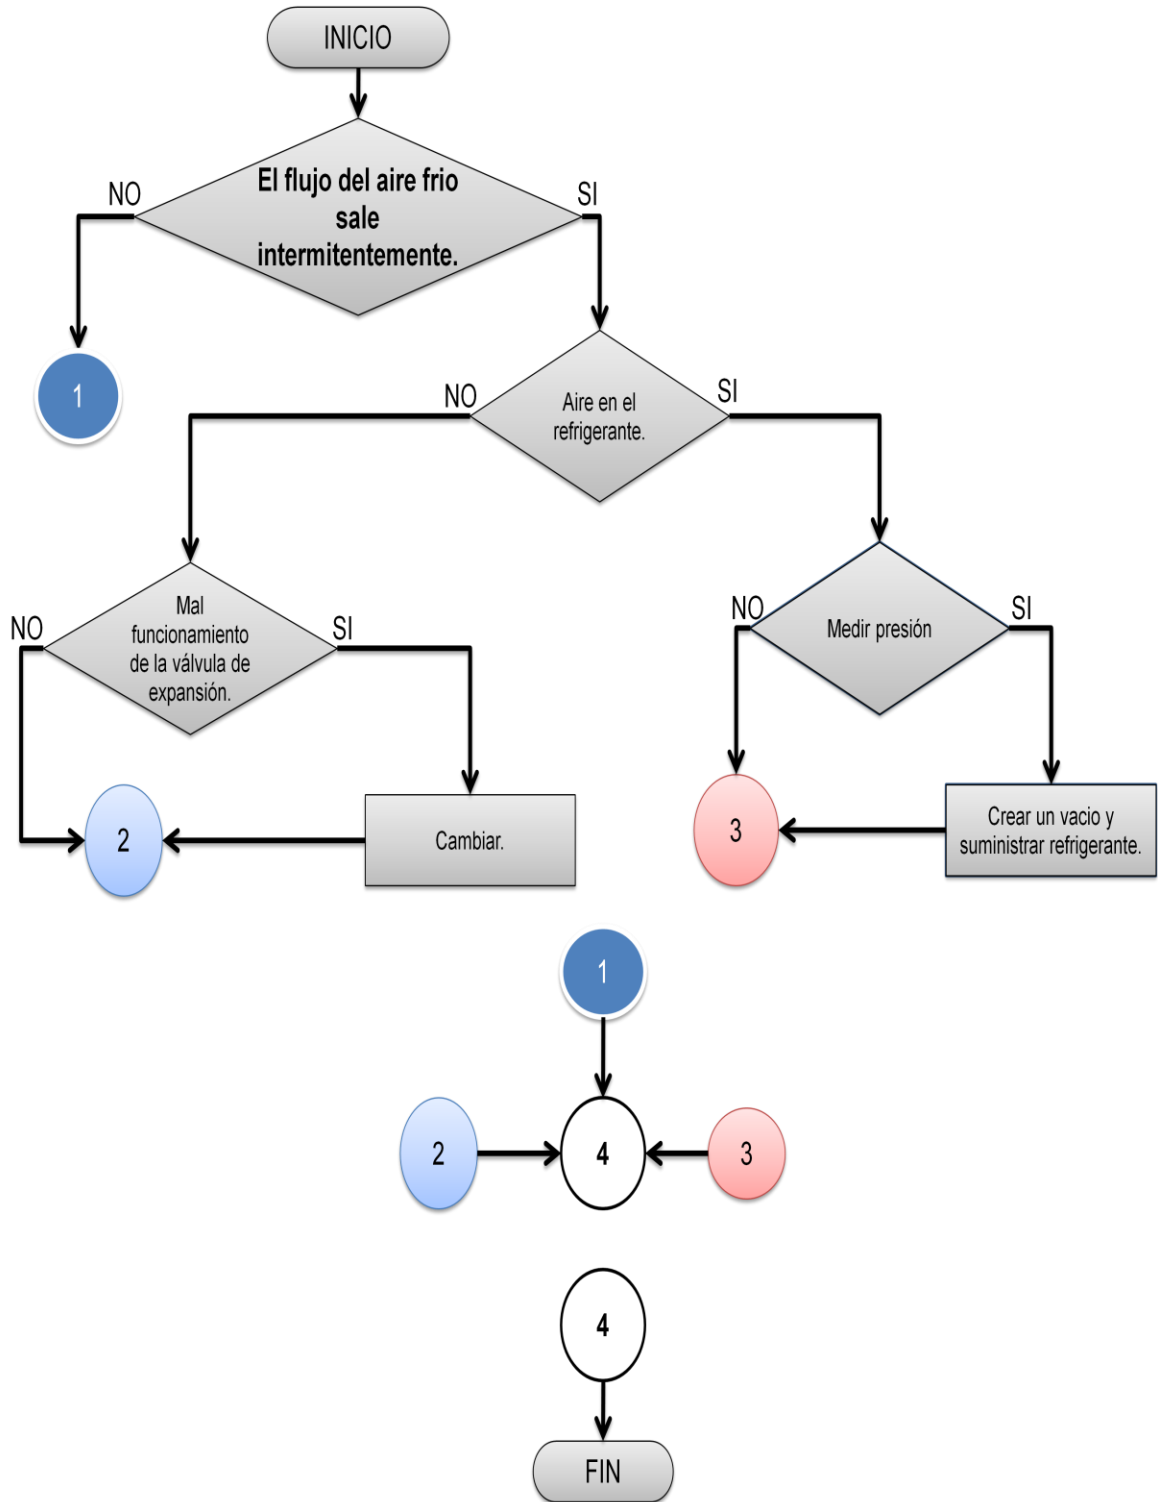 INICIO
El flujo del aire frio
sale
intermitentemente.
NO
SI
1
Aire en el
refrigerante.
NO
SI
Mal
funcionamiento
de la válvula de
expansión.
NO
SI
Medir presión
NO
SI
2
Cambiar.
3
Crear un vacio y
suministrar refrigerante.
1
2
4
3
4
FIN